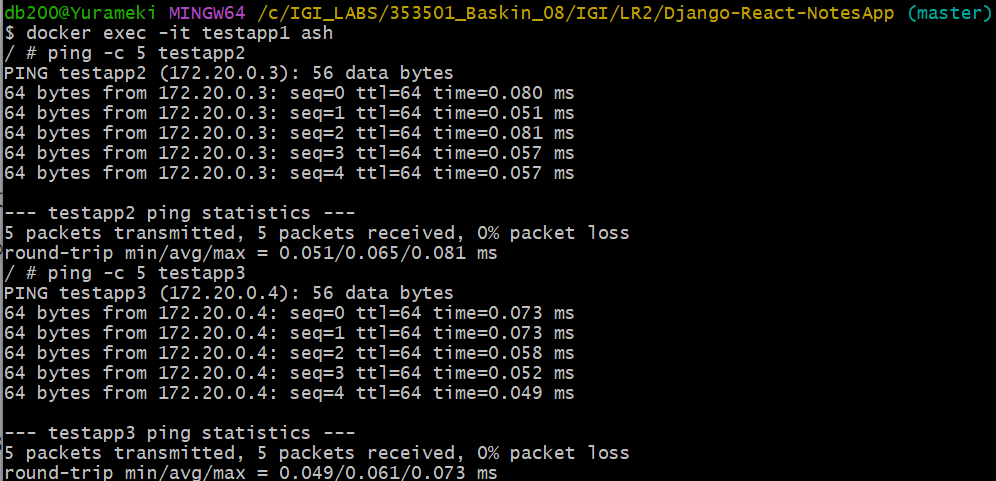 db200@Yurameki MINGW64 /c/IGI_LABS/353501_Baskin_08/IGI/LR2/Django-React-NotesApp (master)
$ docker exec -it testapp1 ash
/ # ping -c 5 testapp2
PING testapp2 (172.20.0.3): 56 data bytes
64 bytes from 172.20.0.3: seq=0 ttl=64 time=0.080 ms
64 bytes from 172.20.0.3: seq=1 ttl=64 time=0.051 ms
64 bytes from 172.20.0.3: seq=2 ttl=64 time=0.081 ms
64 bytes from 172.20.0.3: seq=3 ttl=64 time=0.057 ms
64 bytes from 172.20.0.3: seq=4 ttl=64 time=0.057 ms

--- testapp2 ping statistics ---
5 packets transmitted, 5 packets received, 0% packet loss
round-trip min/avg/max = 0.051/0.065/0.081 ms
/ # ping -c 5 testapp3
PING testapp3 (172.20.0.4): 56 data bytes
64 bytes from 172.20.0.4: seq=0 ttl=64 time=0.073 ms
64 bytes from 172.20.0.4: seq=1 ttl=64 time=0.073 ms
64 bytes from 172.20.0.4: seq=2 ttl=64 time=0.058 ms
64 bytes from 172.20.0.4: seq=3 ttl=64 time=0.052 ms
64 bytes from 172.20.0.4: seq=4 ttl=64 time=0.049 ms

--- testapp3 ping statistics ---
5 packets transmitted, 5 packets received, 0% packet loss
round-trip min/avg/max = 0.049/0.061/0.073 ms